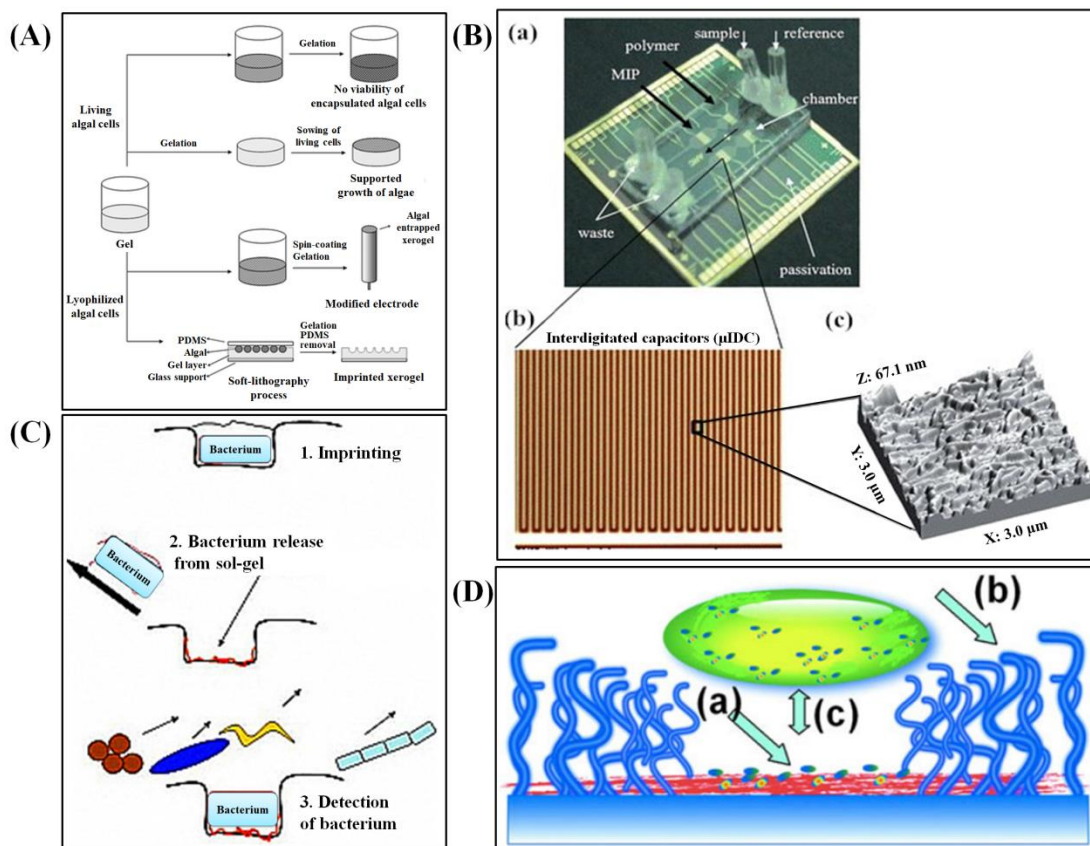 (A)
Gelation
No viability of
encapsulated algal cells
Living
algal cells
Gelation
Sowing of
living cells
Supported
growth of algae
Gel
Algal
entrapped
xerogel
Spin-coating
Gelation
Modified electrode
Lyophilized
algal cells
PDMS
Algal
Gel layer
Glass support
Gelation
PDMS
removal
Soft-lithography
process
Imprinted xerogel
(B)
(a)
sample
reference
polymer
MIP
chamber
waste
passivation
(b)
Interdigitated capacitors (μIDC)
(c)
Z: 67.1 nm
Y: 3.0 μm
X: 3.0 μm
(C)
Bacterium
1. Imprinting
Bacterium
2. Bacterium release
from sol-gel
Bacterium
3. Detection
of bacterium
(D)
(b)
(a)
(c)